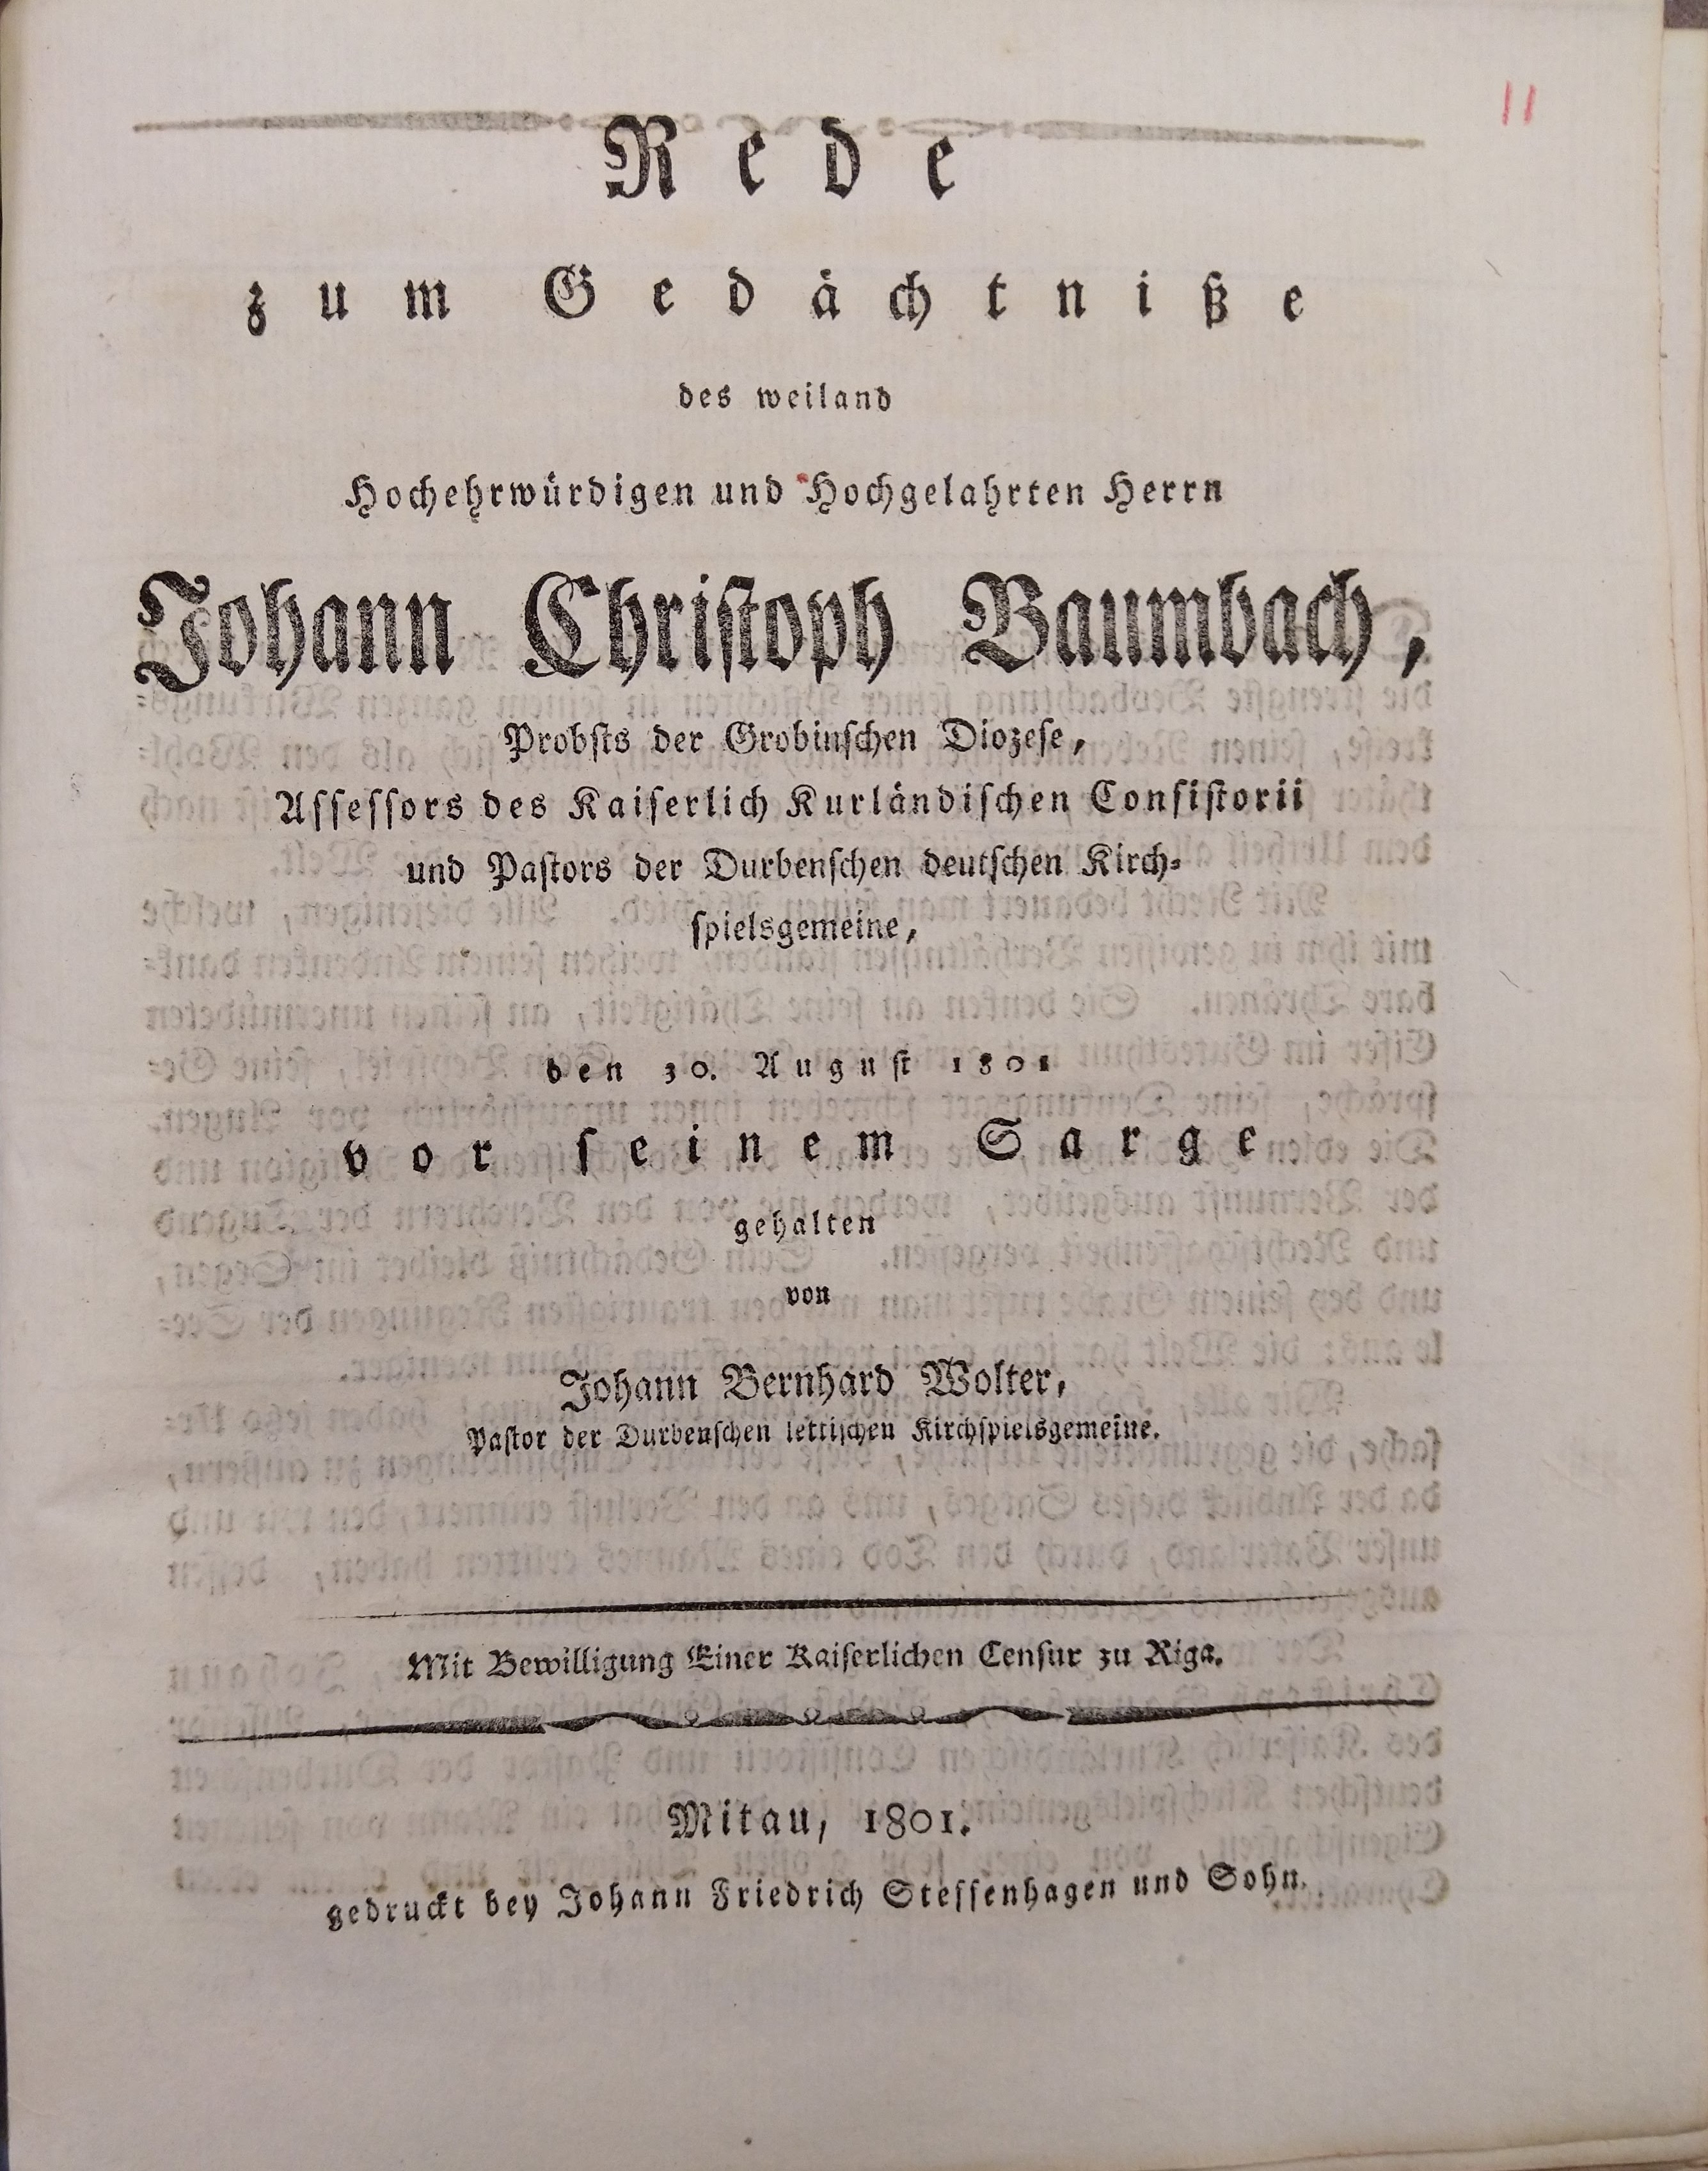 11
Rede
zum Gedächtniße
des weiland
Hochehrwürdigen und Hochgelahrten Herrn
Johann Christoph Baumbach,
Probsts der Grobinschen Diozese,
Assessors des Kaiserlich Kurländischen Consistorii
und Pastors der Durbenschen deutschen Kirch-
spielsgemeine,
den 30. August 1801
vor seinem Sarge
gehalten
von
Johann Bernhard Wolter,
Pastor der Durbenschen lettischen Kirchspielsgemeine.
Mit Bewilligung Einer Kaiserlichen Censur zu Riga.
Mitau, 1801.
gedruckt bey Johann Friedrich Steffenhagen und Sohn.